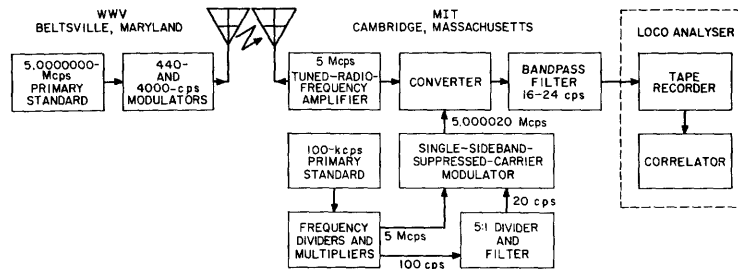 WWV
BELTSVILLE, MARYLAND
MIT
CAMBRIDGE, MASSACHUSETTS
LOCO ANALYSER
5.0000000-
Mcps
PRIMARY
STANDARD
440-
AND
4000-cps
MODULATORS
5 Mcps
TUNED-RADIO-
FREQUENCY
AMPLIFIER
CONVERTER
BANDPASS
FILTER
16-24 cps
TAPE
RECORDER
CORRELATOR
5.000020 Mcps
100-kcps
PRIMARY
STANDARD
SINGLE-SIDEBAND-
SUPPRESSED-CARRIER
MODULATOR
20 cps
FREQUENCY
DIVIDERS AND
MULTIPLIERS
5 Mcps
100 cps
5:1 DIVIDER
AND
FILTER